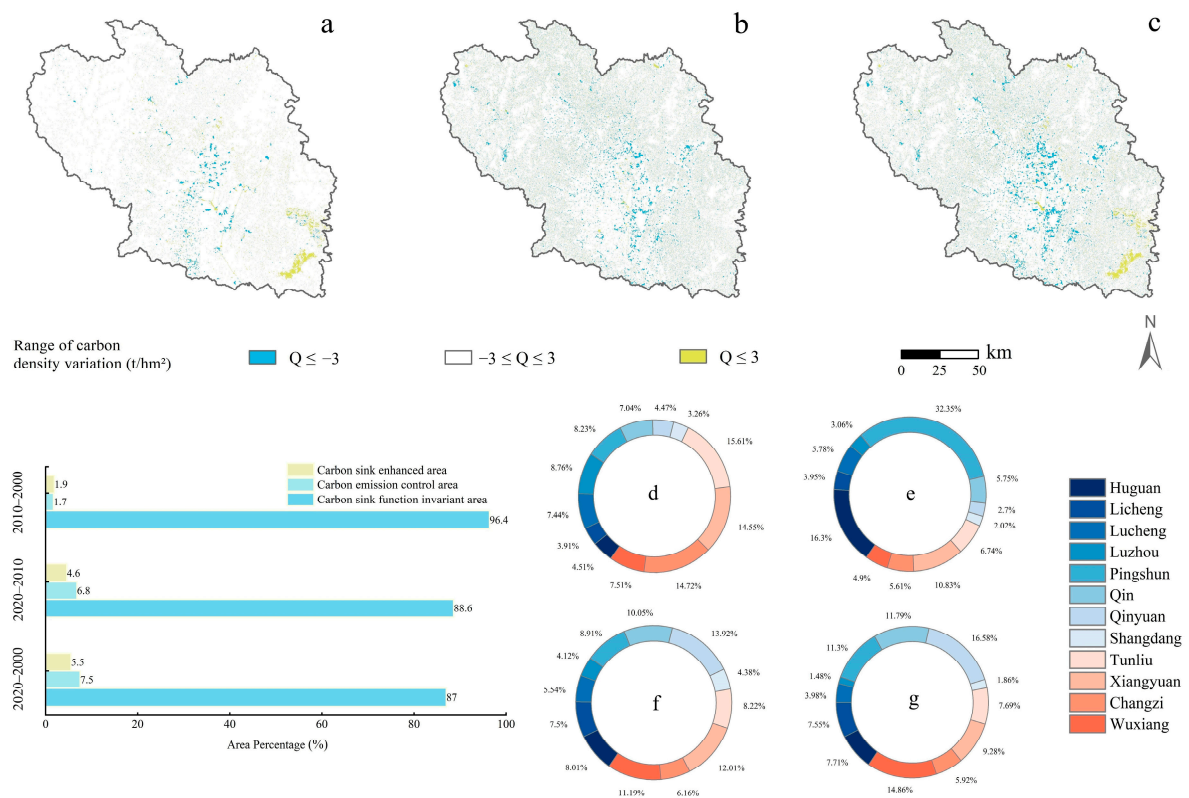 a
b
c
Range of carbon
density variation (t/hm²)
Q ≤ −3
−3 ≤ Q ≤ 3
Q ≤ 3
km
0 25 50
N
2010–2000
2020–2010
2020–2000
Carbon sink enhanced area
Carbon emission control area
Carbon sink function invariant area
1.9
1.7
96.4
4.6
6.8
88.6
5.5
7.5
87
0 20 40 60 80 100
Area Percentage (%)
d
7.04%
4.47%
3.26%
15.61%
14.55%
14.72%
7.51%
4.51%
3.91%
7.44%
8.76%
8.23%
e
32.35%
5.75%
2.7%
2.02%
6.74%
10.83%
5.61%
4.9%
16.3%
3.95%
5.78%
3.06%
f
10.05%
13.92%
4.38%
8.22%
12.01%
6.16%
11.19%
8.01%
7.5%
5.54%
4.12%
8.91%
g
11.79%
16.58%
1.86%
7.69%
9.28%
5.92%
14.86%
7.71%
7.55%
3.98%
1.48%
11.3%
Huguan
Licheng
Lucheng
Luzhou
Pingshun
Qin
Qinyuan
Shangdang
Tunliu
Xiangyuan
Changzi
Wuxiang